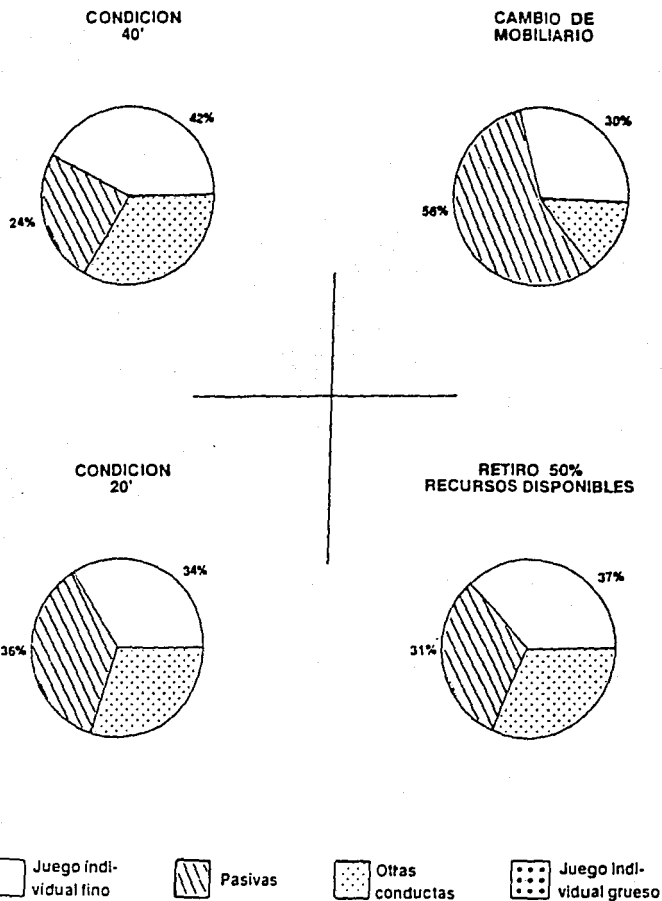 CONDICION
40'
42%
24%
CAMBIO DE
MOBILIARIO
30%
56%
CONDICION
20'
34%
36%
RETIRO 50%
RECURSOS DISPONIBLES
37%
31%
Juego indi-
vidual fino
Pasivas
Otras
conductas
Juego Indi-
vidual grueso